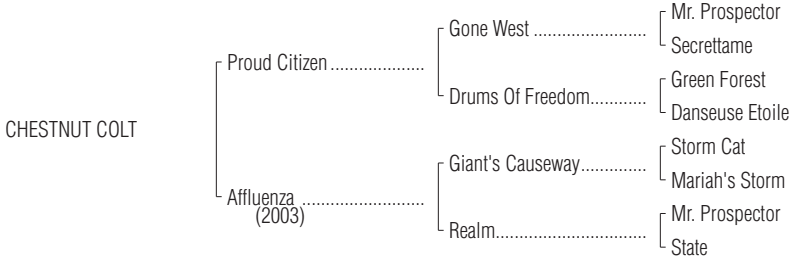 Mr. Prospector
Gone West ........................
Secrettame
Proud Citizen ....................
Green Forest
Drums Of Freedom............
Danseuse Etoile
CHESTNUT COLT
Storm Cat
Giant's Causeway..............
Mariah's Storm
Affluenza ..........................
(2003)
Mr. Prospector
Realm................................
State